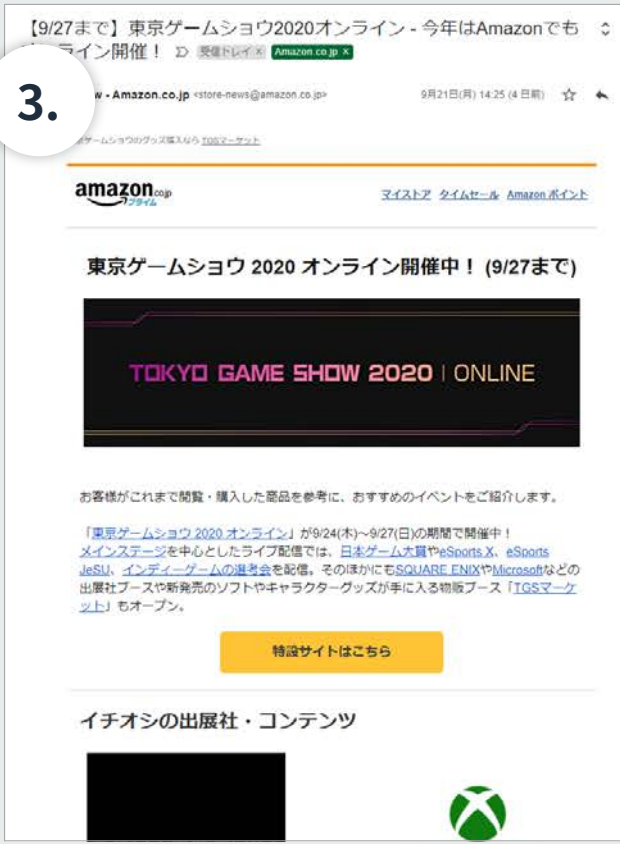 【9/27まで】東京ゲームショウ2020オンライン - 今年はAmazonでも
ライン開催！ 受信トレイ × Amazon.co.jp ×
3.
- Amazon.co.jp <store-news@amazon.co.jp> 9月21日(月) 14:25 (4 日前)
ゲームショウのグッズ購入なら TGSマーケット
amazon.co.jp
プライム
マイストア タイムセール Amazon ポイント
東京ゲームショウ 2020 オンライン開催中！ (9/27まで)
TOKYO GAME SHOW 2020 | ONLINE
お客様がこれまで閲覧・購入した商品を参考に、おすすめのイベントをご紹介します。
「東京ゲームショウ 2020 オンライン」が9/24(木)～9/27(日)の期間で開催中！
メインステージを中心としたライブ配信では、日本ゲーム大賞やeSports X、eSports
JeSU、インディーゲームの選考会を配信。そのほかにもSQUARE ENIXやMicrosoftなどの
出展社ブースや新発売のソフトやキャラクターグッズが手に入る物販ブース「TGSマーケ
ット」もオープン。
特設サイトはこちら
イチオシの出展社・コンテンツ